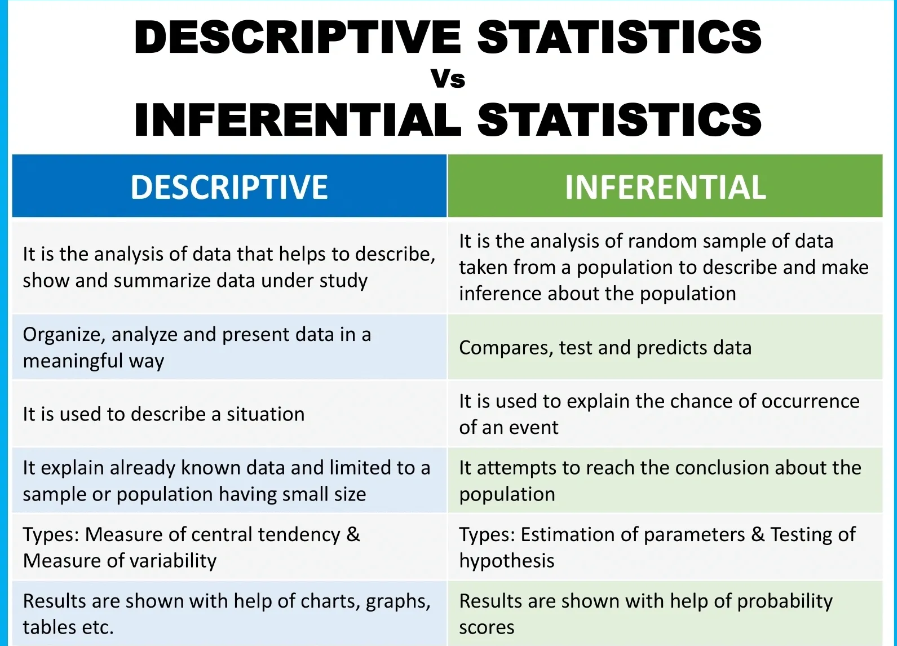 DESCRIPTIVE STATISTICS
Vs
INFERENTIAL STATISTICS
DESCRIPTIVE
INFERENTIAL
It is the analysis of data that helps to describe,
show and summarize data under study
It is the analysis of random sample of data
taken from a population to describe and make
inference about the population
Organize, analyze and present data in a
meaningful way
Compares, test and predicts data
It is used to describe a situation
It is used to explain the chance of occurrence
of an event
It explain already known data and limited to a
sample or population having small size
It attempts to reach the conclusion about the
population
Types: Measure of central tendency &
Measure of variability
Types: Estimation of parameters & Testing of
hypothesis
Results are shown with help of charts, graphs,
tables etc.
Results are shown with help of probability
scores